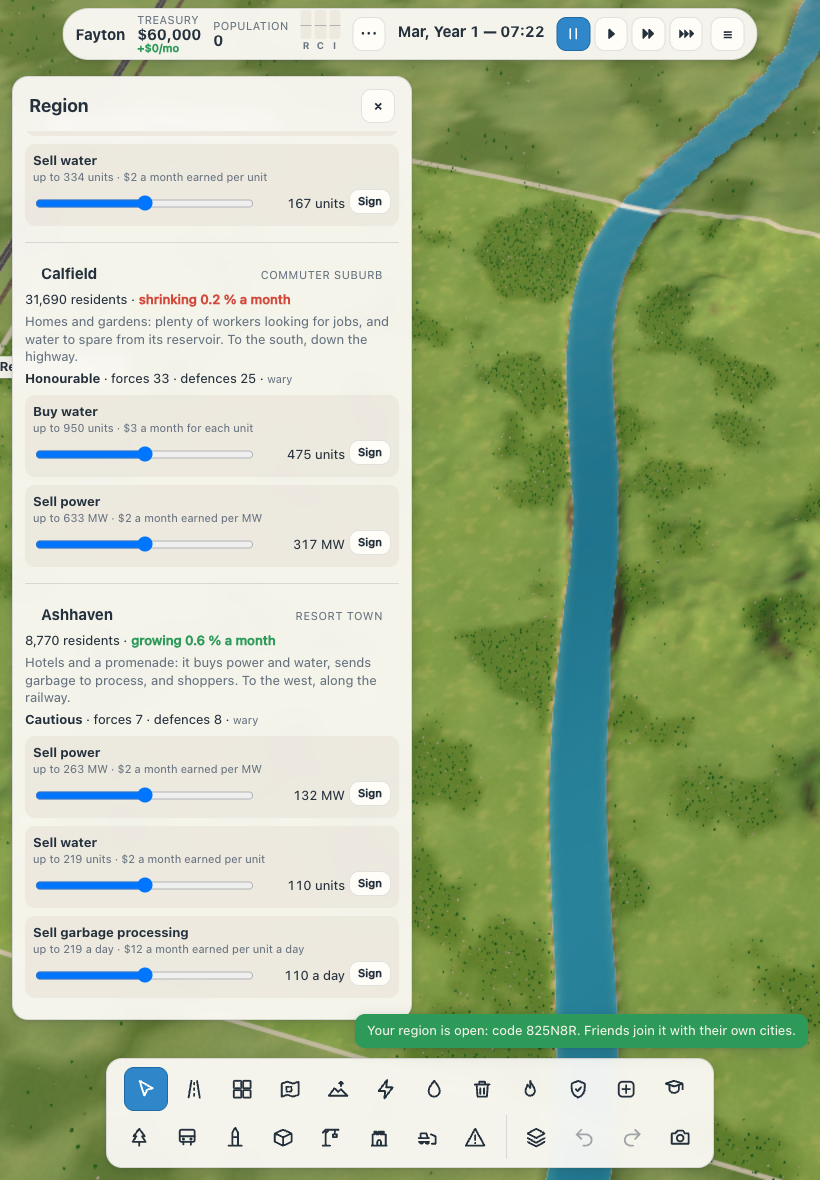 Fayton
TREASURY
$60,000
+$0/mo
POPULATION
0
R C I
Mar, Year 1 — 07:22
Region
Sell water
up to 334 units · $2 a month earned per unit
167 units Sign
Calfield COMMUTER SUBURB
31,690 residents · shrinking 0.2 % a month
Homes and gardens: plenty of workers looking for jobs, and
water to spare from its reservoir. To the south, down the
highway.
Honourable · forces 33 · defences 25 · wary
Buy water
up to 950 units · $3 a month for each unit
475 units Sign
Sell power
up to 633 MW · $2 a month earned per MW
317 MW Sign
Ashhaven RESORT TOWN
8,770 residents · growing 0.6 % a month
Hotels and a promenade: it buys power and water, sends
garbage to process, and shoppers. To the west, along the
railway.
Cautious · forces 7 · defences 8 · wary
Sell power
up to 263 MW · $2 a month earned per MW
132 MW Sign
Sell water
up to 219 units · $2 a month earned per unit
110 units Sign
Sell garbage processing
up to 219 a day · $12 a month earned per unit a day
110 a day Sign
Your region is open: code 825N8R. Friends join it with their own cities.